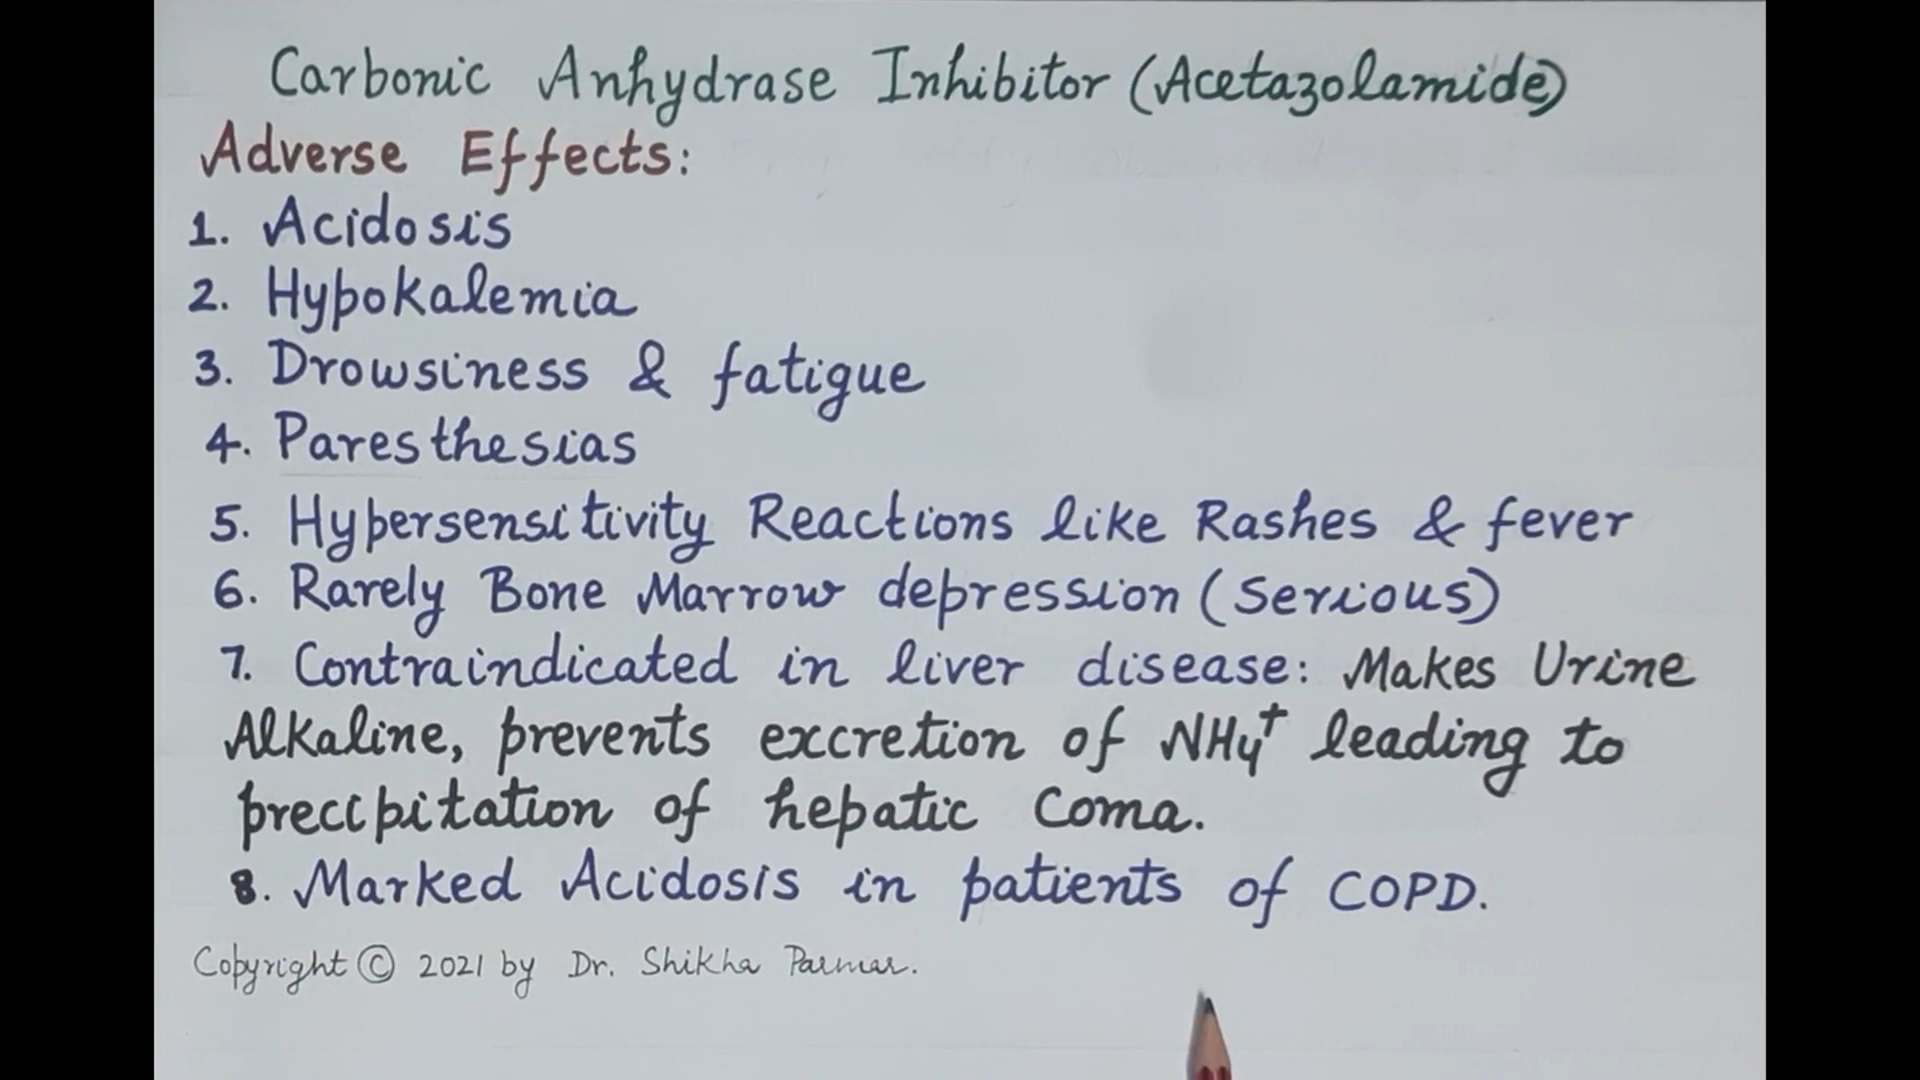 Carbonic Anhydrase Inhibitor (Acetazolamide)
Adverse Effects:
1. Acidosis
2. Hypokalemia
3. Drowsiness & fatigue
4. Paresthesias
5. Hypersensitivity Reactions like Rashes & fever
6. Rarely Bone Marrow depression (Serious)
7. Contraindicated in liver disease: Makes Urine
Alkaline, prevents excretion of NH4+ leading to
precipitation of hepatic Coma.
8. Marked Acidosis in patients of COPD.
Copyright © 2021 by Dr. Shikha Parmar.